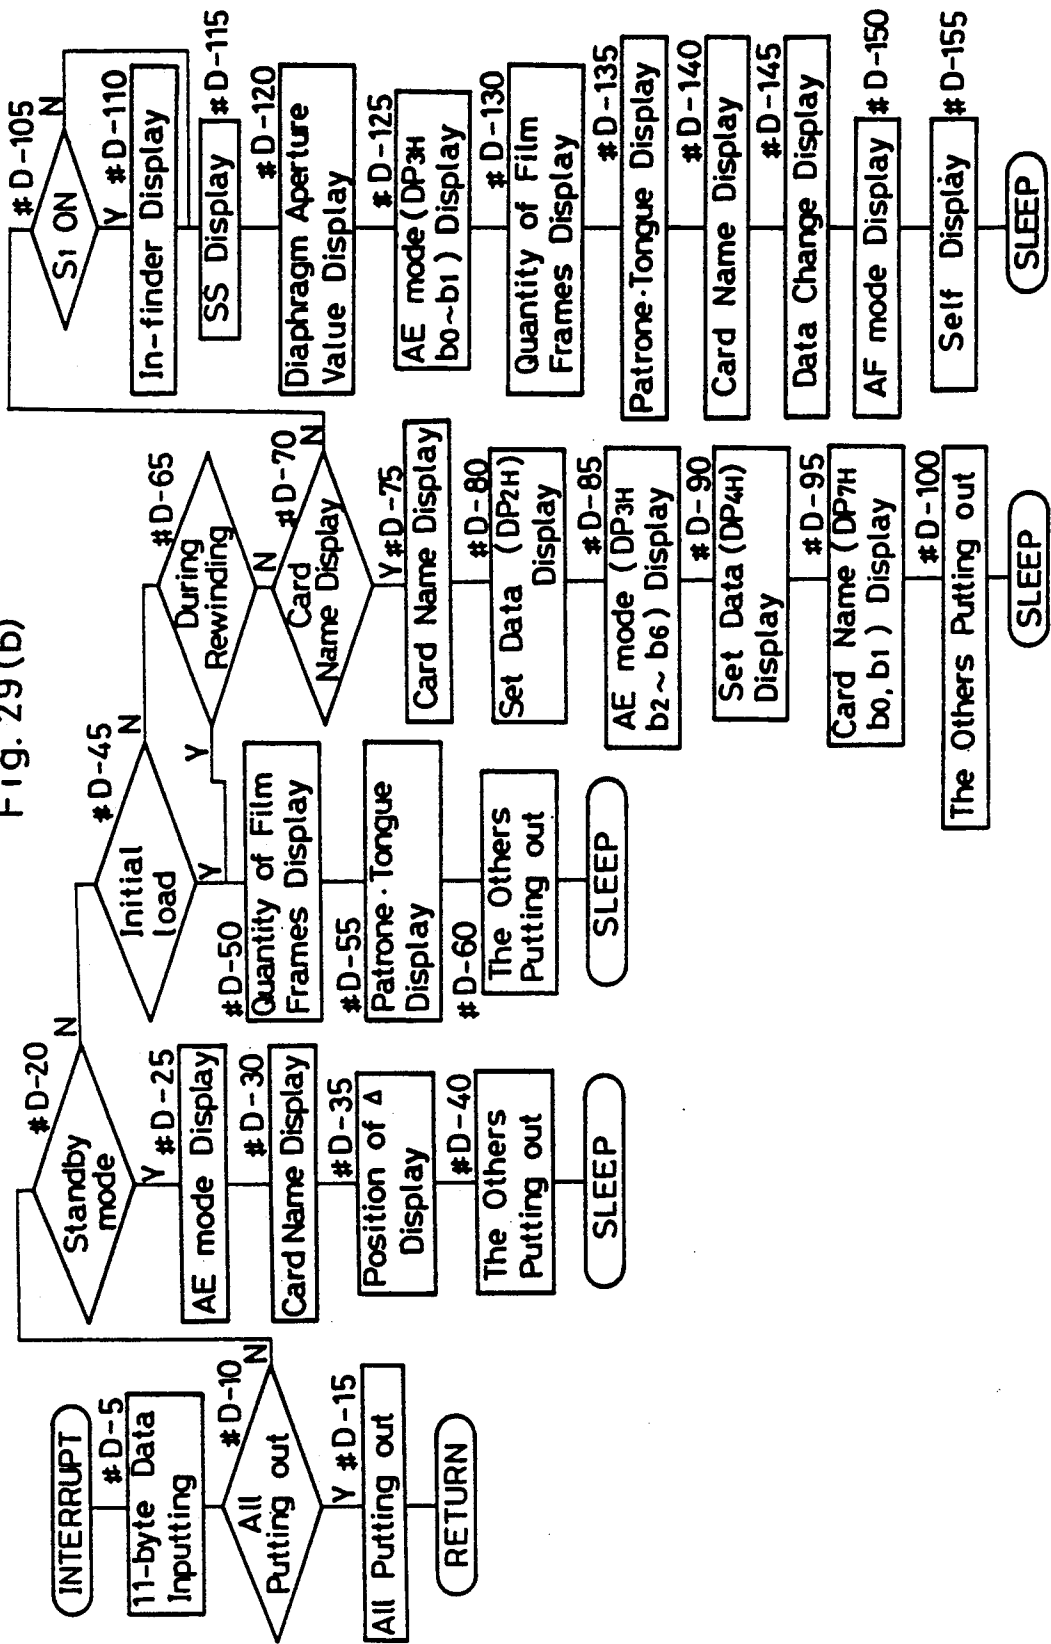 Fig. 29(b)
INTERRUPT
#D-5
11-byte Data
Inputting
#D-10
All
Putting out
N
Y
#D-15
All Putting out
RETURN
#D-20
Standby
mode
N
Y
#D-25
AE mode Display
#D-30
Card Name Display
#D-35
Position of Δ
Display
#D-40
The Others
Putting out
SLEEP
#D-45
Initial
load
N
Y
#D-50
Quantity of Film
Frames Display
#D-55
Patrone·Tongue
Display
#D-60
The Others
Putting out
SLEEP
#D-65
During
Rewinding
Y
N
#D-70
Card
Name Display
N
Y
#D-75
Card Name Display
#D-80
Set Data (DP2H)
Display
#D-85
AE mode (DP3H
b2~b6) Display
#D-90
Set Data (DP4H)
Display
#D-95
Card Name (DP7H
b0, b1) Display
#D-100
The Others Putting out
SLEEP
#D-105
S1 ON
N
Y
#D-110
In-finder Display
#D-115
SS Display
#D-120
Diaphragm Aperture
Value Display
#D-125
AE mode (DP3H
b0~b1) Display
#D-130
Quantity of Film
Frames Display
#D-135
Patrone·Tongue Display
#D-140
Card Name Display
#D-145
Data Change Display
#D-150
AF mode Display
#D-155
Self Display
SLEEP